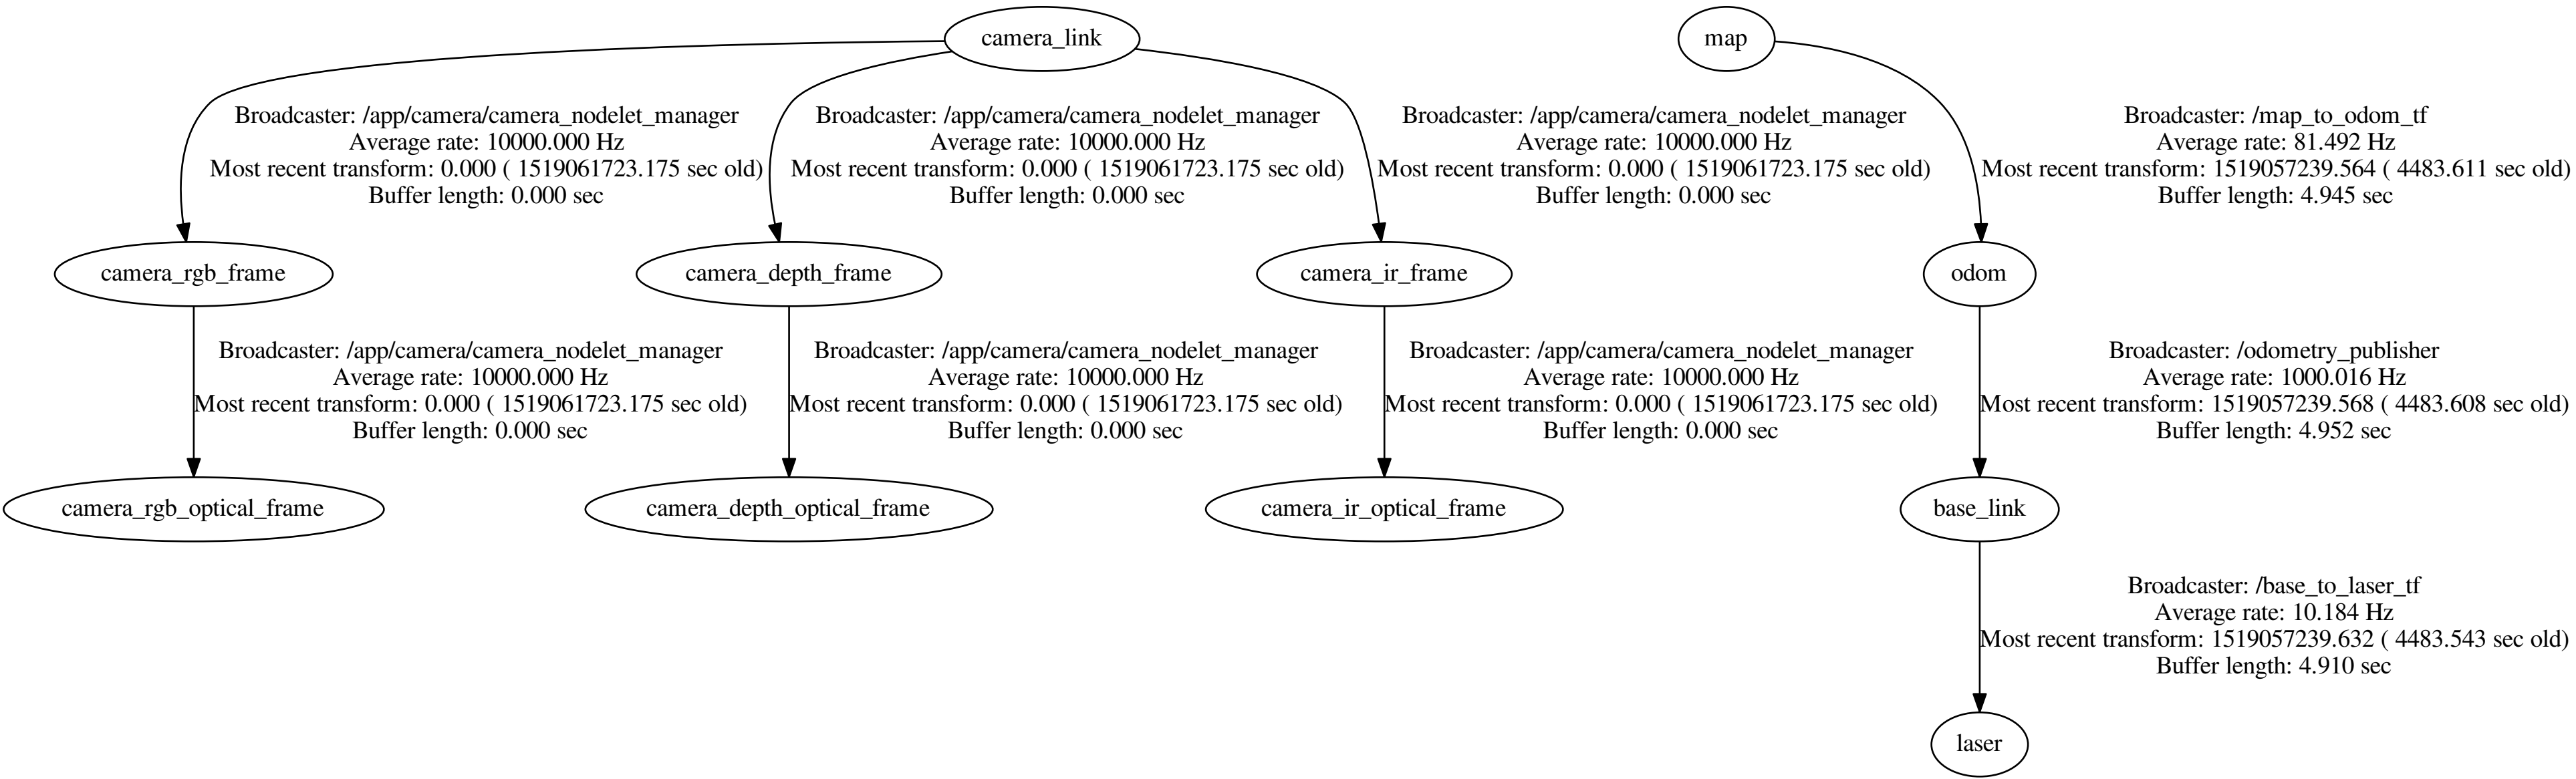 camera_link
map
Broadcaster: /app/camera/camera_nodelet_manager
Average rate: 10000.000 Hz
Most recent transform: 0.000 ( 1519061723.175 sec old)
Buffer length: 0.000 sec
Broadcaster: /app/camera/camera_nodelet_manager
Average rate: 10000.000 Hz
Most recent transform: 0.000 ( 1519061723.175 sec old)
Buffer length: 0.000 sec
Broadcaster: /app/camera/camera_nodelet_manager
Average rate: 10000.000 Hz
Most recent transform: 0.000 ( 1519061723.175 sec old)
Buffer length: 0.000 sec
Broadcaster: /map_to_odom_tf
Average rate: 81.492 Hz
Most recent transform: 1519057239.564 ( 4483.611 sec old)
Buffer length: 4.945 sec
camera_rgb_frame
camera_depth_frame
camera_ir_frame
odom
Broadcaster: /app/camera/camera_nodelet_manager
Average rate: 10000.000 Hz
Most recent transform: 0.000 ( 1519061723.175 sec old)
Buffer length: 0.000 sec
Broadcaster: /app/camera/camera_nodelet_manager
Average rate: 10000.000 Hz
Most recent transform: 0.000 ( 1519061723.175 sec old)
Buffer length: 0.000 sec
Broadcaster: /app/camera/camera_nodelet_manager
Average rate: 10000.000 Hz
Most recent transform: 0.000 ( 1519061723.175 sec old)
Buffer length: 0.000 sec
Broadcaster: /odometry_publisher
Average rate: 1000.016 Hz
Most recent transform: 1519057239.568 ( 4483.608 sec old)
Buffer length: 4.952 sec
camera_rgb_optical_frame
camera_depth_optical_frame
camera_ir_optical_frame
base_link
Broadcaster: /base_to_laser_tf
Average rate: 10.184 Hz
Most recent transform: 1519057239.632 ( 4483.543 sec old)
Buffer length: 4.910 sec
laser